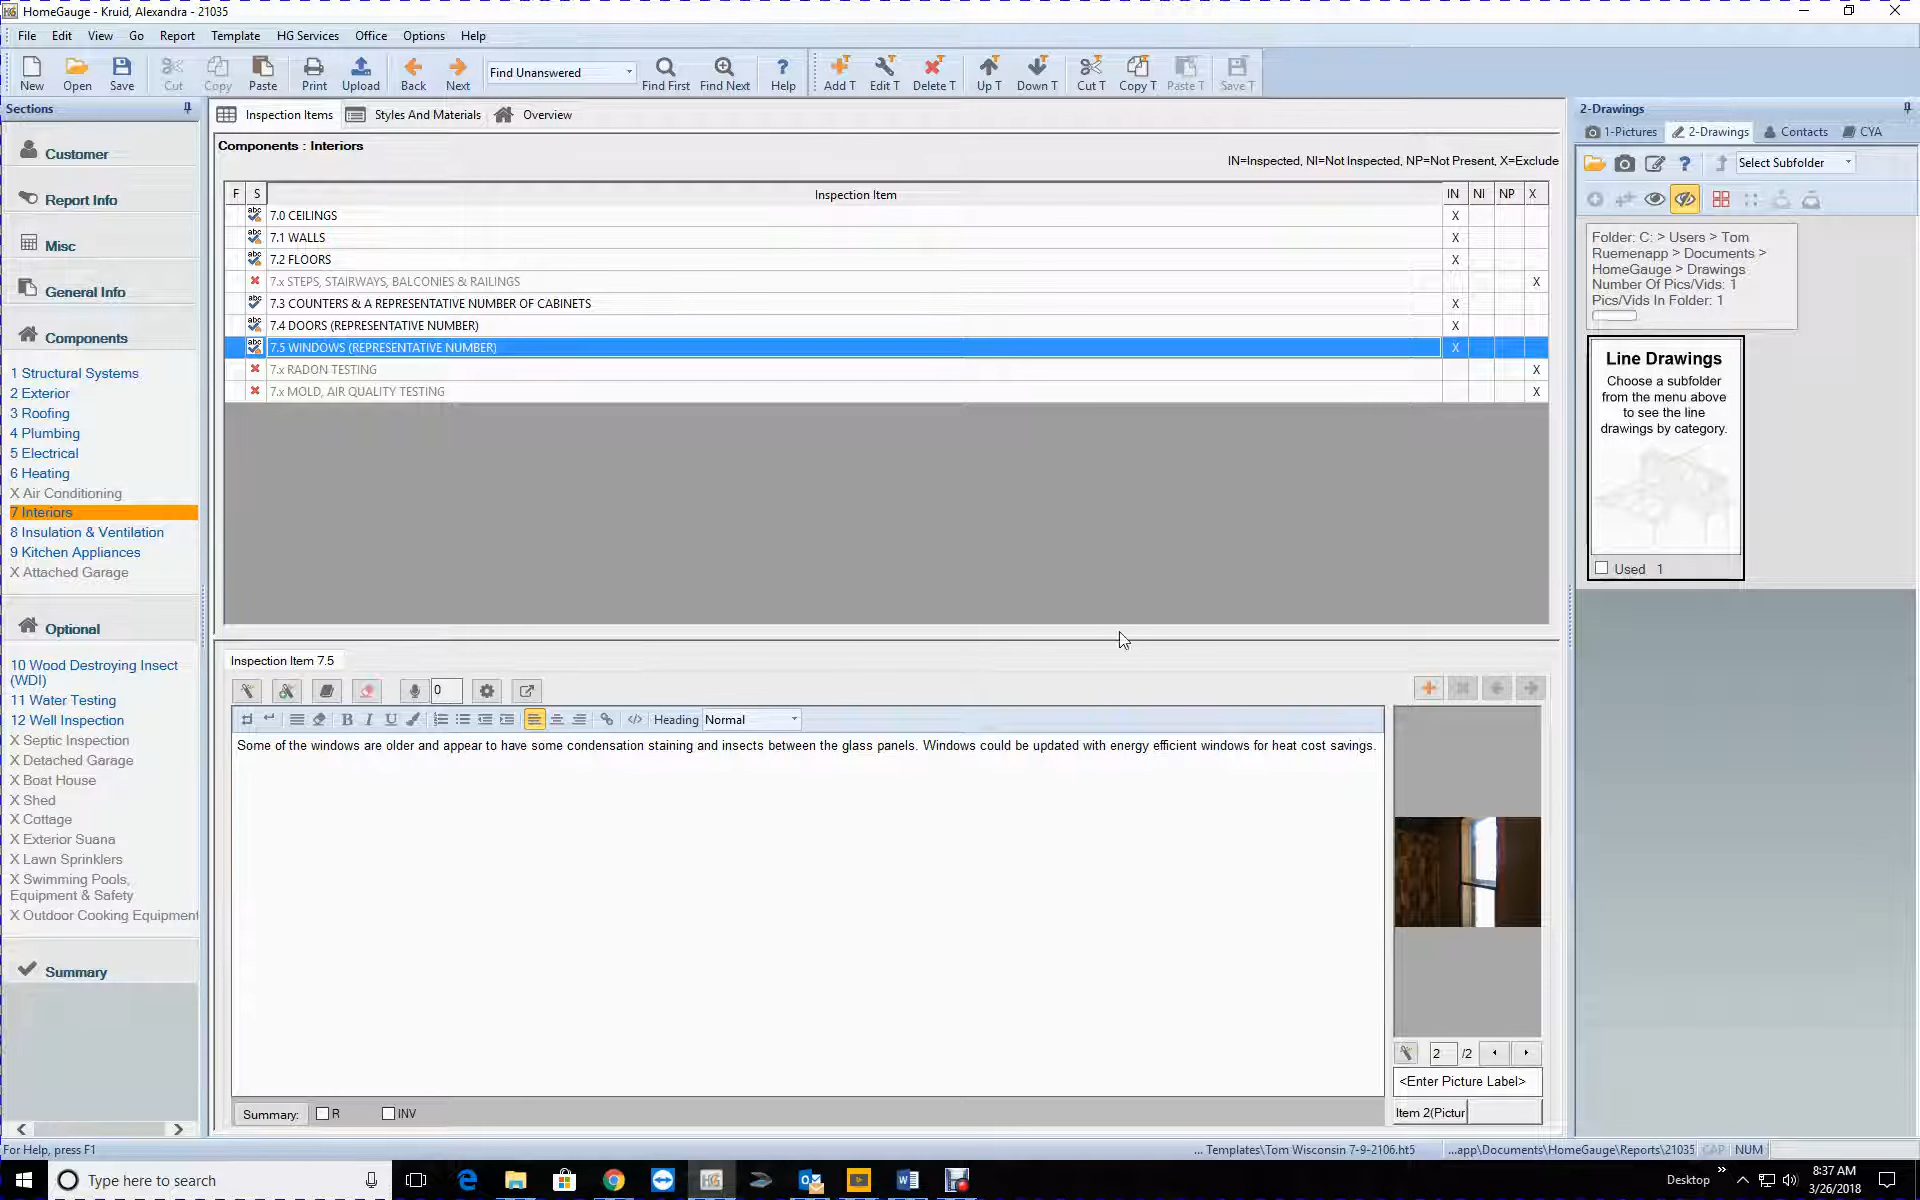 HomeGauge - Kruid, Alexandra - 21035
File Edit View Go Report Template HG Services Office Options Help
New Open Save Cut Copy Paste Print Upload Back Next Find Unanswered Find First Find Next Help Add T Edit T Delete T Up T Down T Cut T Copy T Paste T Save T
Sections
Customer
Report Info
Misc
General Info
Components
1 Structural Systems
2 Exterior
3 Roofing
4 Plumbing
5 Electrical
6 Heating
X Air Conditioning
7 Interiors
8 Insulation & Ventilation
9 Kitchen Appliances
X Attached Garage
Optional
10 Wood Destroying Insect
(WDI)
11 Water Testing
12 Well Inspection
X Septic Inspection
X Detached Garage
X Boat House
X Shed
X Cottage
X Exterior Suana
X Lawn Sprinklers
X Swimming Pools,
Equipment & Safety
X Outdoor Cooking Equipment
Summary
Inspection Items Styles And Materials Overview
Components : Interiors
IN=Inspected, NI=Not Inspected, NP=Not Present, X=Exclude
F S Inspection Item IN NI NP X
abc 7.0 CEILINGS X
abc 7.1 WALLS X
abc 7.2 FLOORS X
7.x STEPS, STAIRWAYS, BALCONIES & RAILINGS X
abc 7.3 COUNTERS & A REPRESENTATIVE NUMBER OF CABINETS X
abc 7.4 DOORS (REPRESENTATIVE NUMBER) X
abc 7.5 WINDOWS (REPRESENTATIVE NUMBER) X
7.x RADON TESTING X
7.x MOLD, AIR QUALITY TESTING X
Inspection Item 7.5
0
B I U Heading Normal
Some of the windows are older and appear to have some condensation staining and insects between the glass panels. Windows could be updated with energy efficient windows for heat cost savings.
2 /2
<Enter Picture Label>
Item 2(Pictur
Summary: R INV
2-Drawings
1-Pictures 2-Drawings Contacts CYA
Select Subfolder
Folder: C: > Users > Tom
Ruemenapp > Documents >
HomeGauge > Drawings
Number Of Pics/Vids: 1
Pics/Vids In Folder: 1
Line Drawings
Choose a subfolder
from the menu above
to see the line
drawings by category.
Used 1
For Help, press F1 ... Templates\Tom Wisconsin 7-9-2106.ht5 ...app\Documents\HomeGauge\Reports\21035 CAP NUM
Type here to search Desktop 8:37 AM
3/26/2018